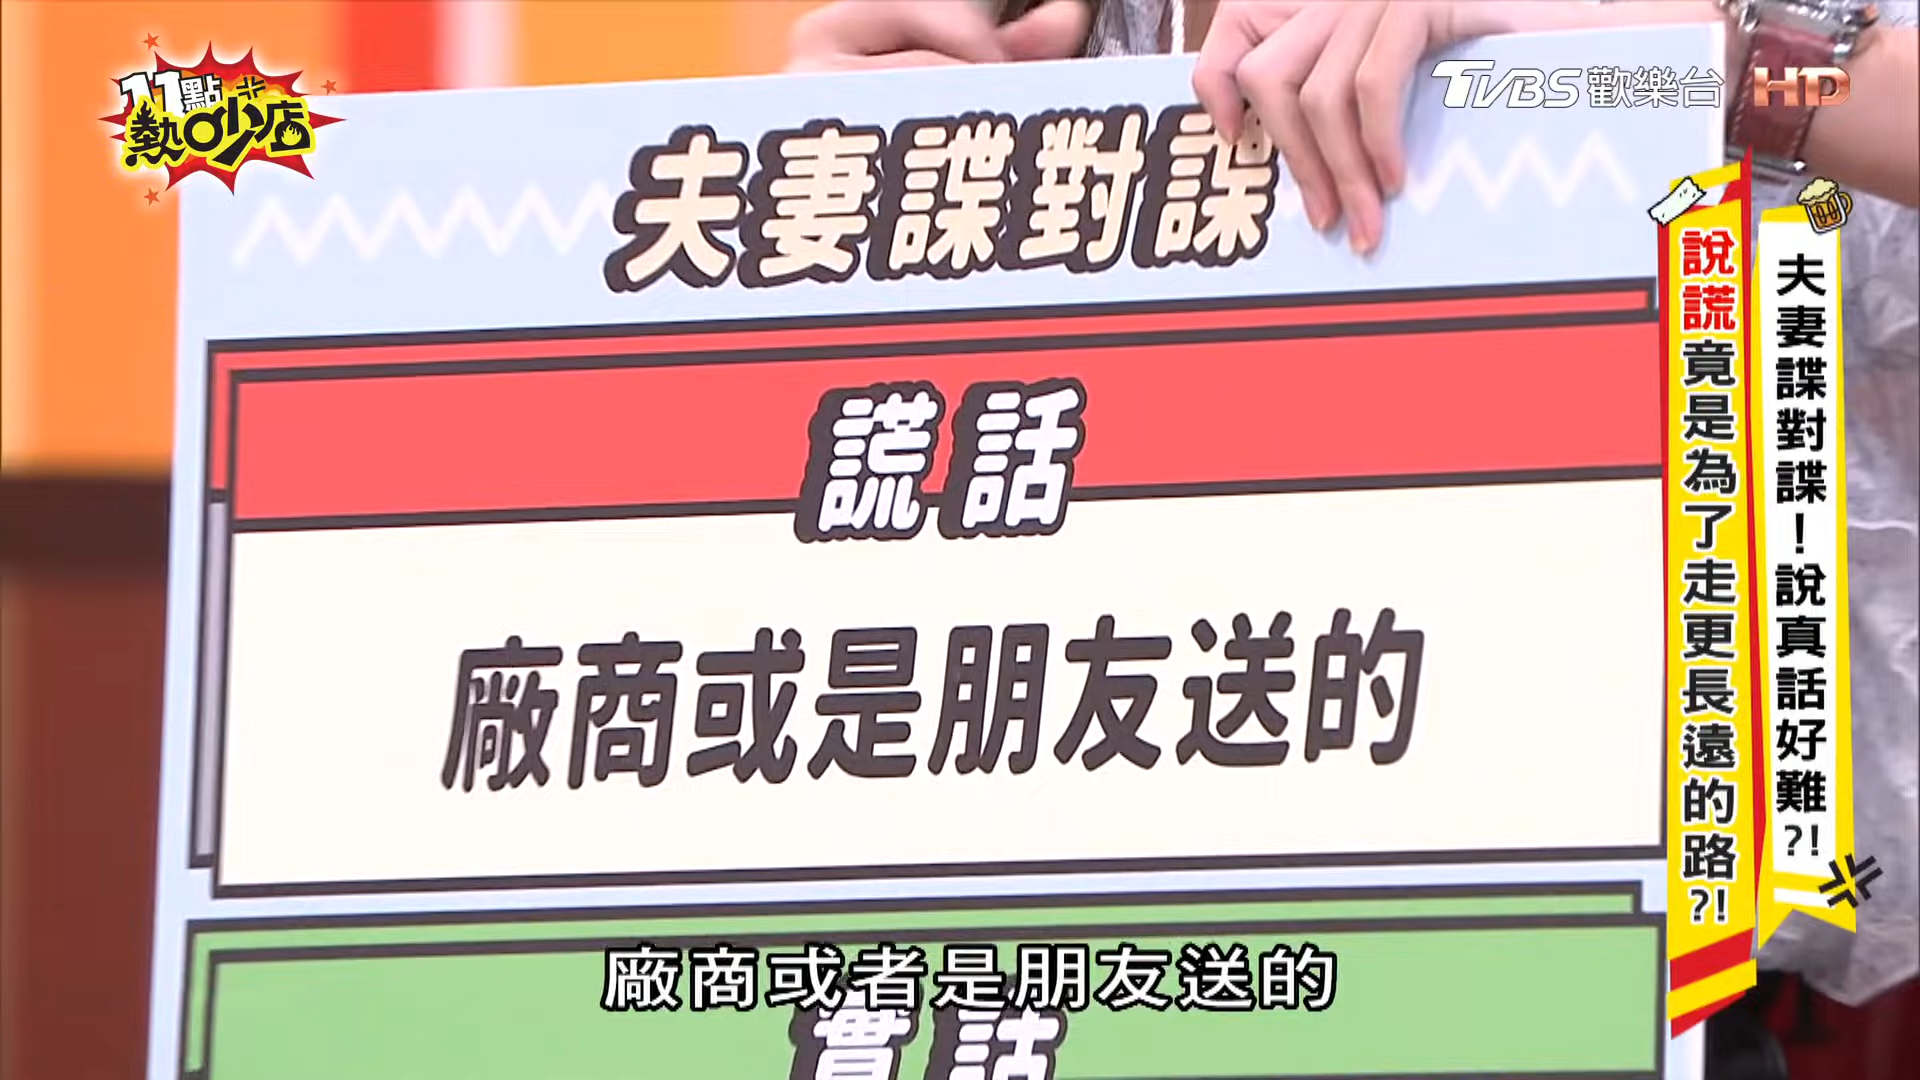 11點
熱吵店
TVBS歡樂台 HD
夫妻諜對諜
謊話
廠商或是朋友送的
實話
廠商或者是朋友送的
夫妻諜對諜！說真話好難?!
說謊竟是為了走更長遠的路?!